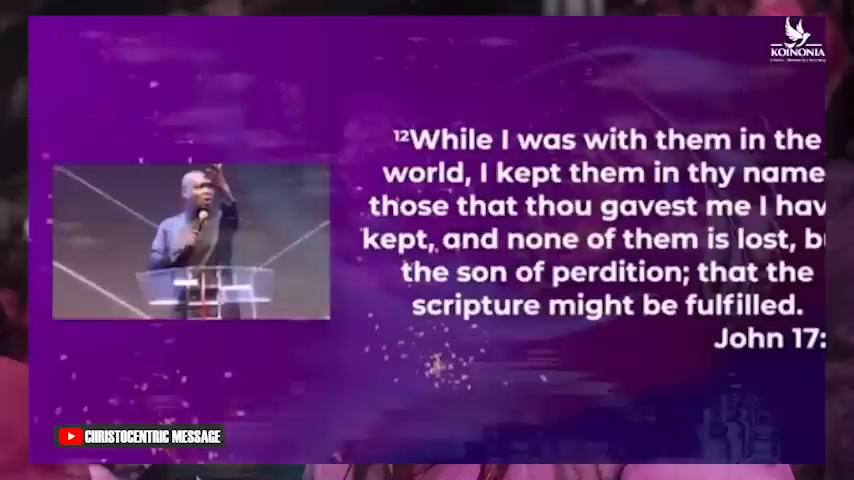 KOINONIA
¹²While I was with them in the
world, I kept them in thy name
those that thou gavest me I hav
kept, and none of them is lost, bu
the son of perdition; that the
scripture might be fulfilled.
John 17:
CHRISTOCENTRIC MESSAGE